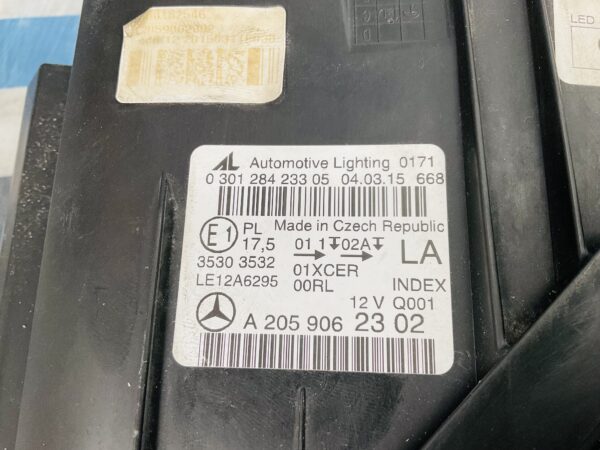 LED
AL Automotive Lighting 0171
0 301 284 233 05 04.03.15 668
Made in Czech Republic
E1 PL 17,5
01 1 02A LA
3530 3532 01XCER
LE12A6295 00RL INDEX
12 V Q001
A 205 906 23 02